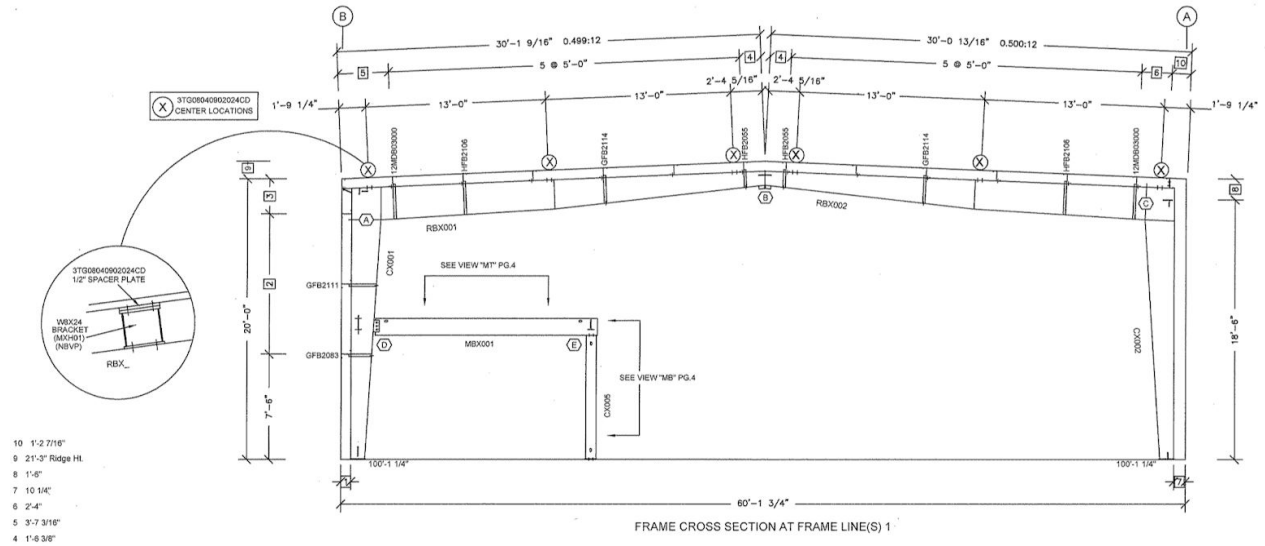 B
A
30'-1 9/16" 0.499:12
30'-0 13/16" 0.500:12
5
5 @ 5'-0"
4
4
5 @ 5'-0"
6
10
2'-4 5/16"
2'-4 5/16"
X
3TG08040902024CD
CENTER LOCATIONS
1'-9 1/4"
13'-0"
13'-0"
13'-0"
13'-0"
1'-9 1/4"
X
X
X
X
X
X
12MDB03000
HFB2106
GFB2114
HFB2055
HFB2055
GFB2114
HFB2106
12MDB03000
9
3
8
A
RBX001
B
RBX002
C
3TG08040902024CD
1/2" SPACER PLATE
W8X24
BRACKET
(MXH01)
(NBVP)
RBX_
20'-0"
2
7'-6"
GFB2111
GFB2083
CX001
SEE VIEW "MT" PG.4
D
MBX001
E
SEE VIEW "MB" PG.4
CX005
CX002
18'-6"
100'-1 1/4"
100'-1 1/4"
1
7
60'-1 3/4"
FRAME CROSS SECTION AT FRAME LINE(S) 1
10 1'-2 7/16"
9 21'-3" Ridge Ht.
8 1'-6"
7 10 1/4"
6 2'-4"
5 3'-7 3/16"
4 1'-6 3/8"